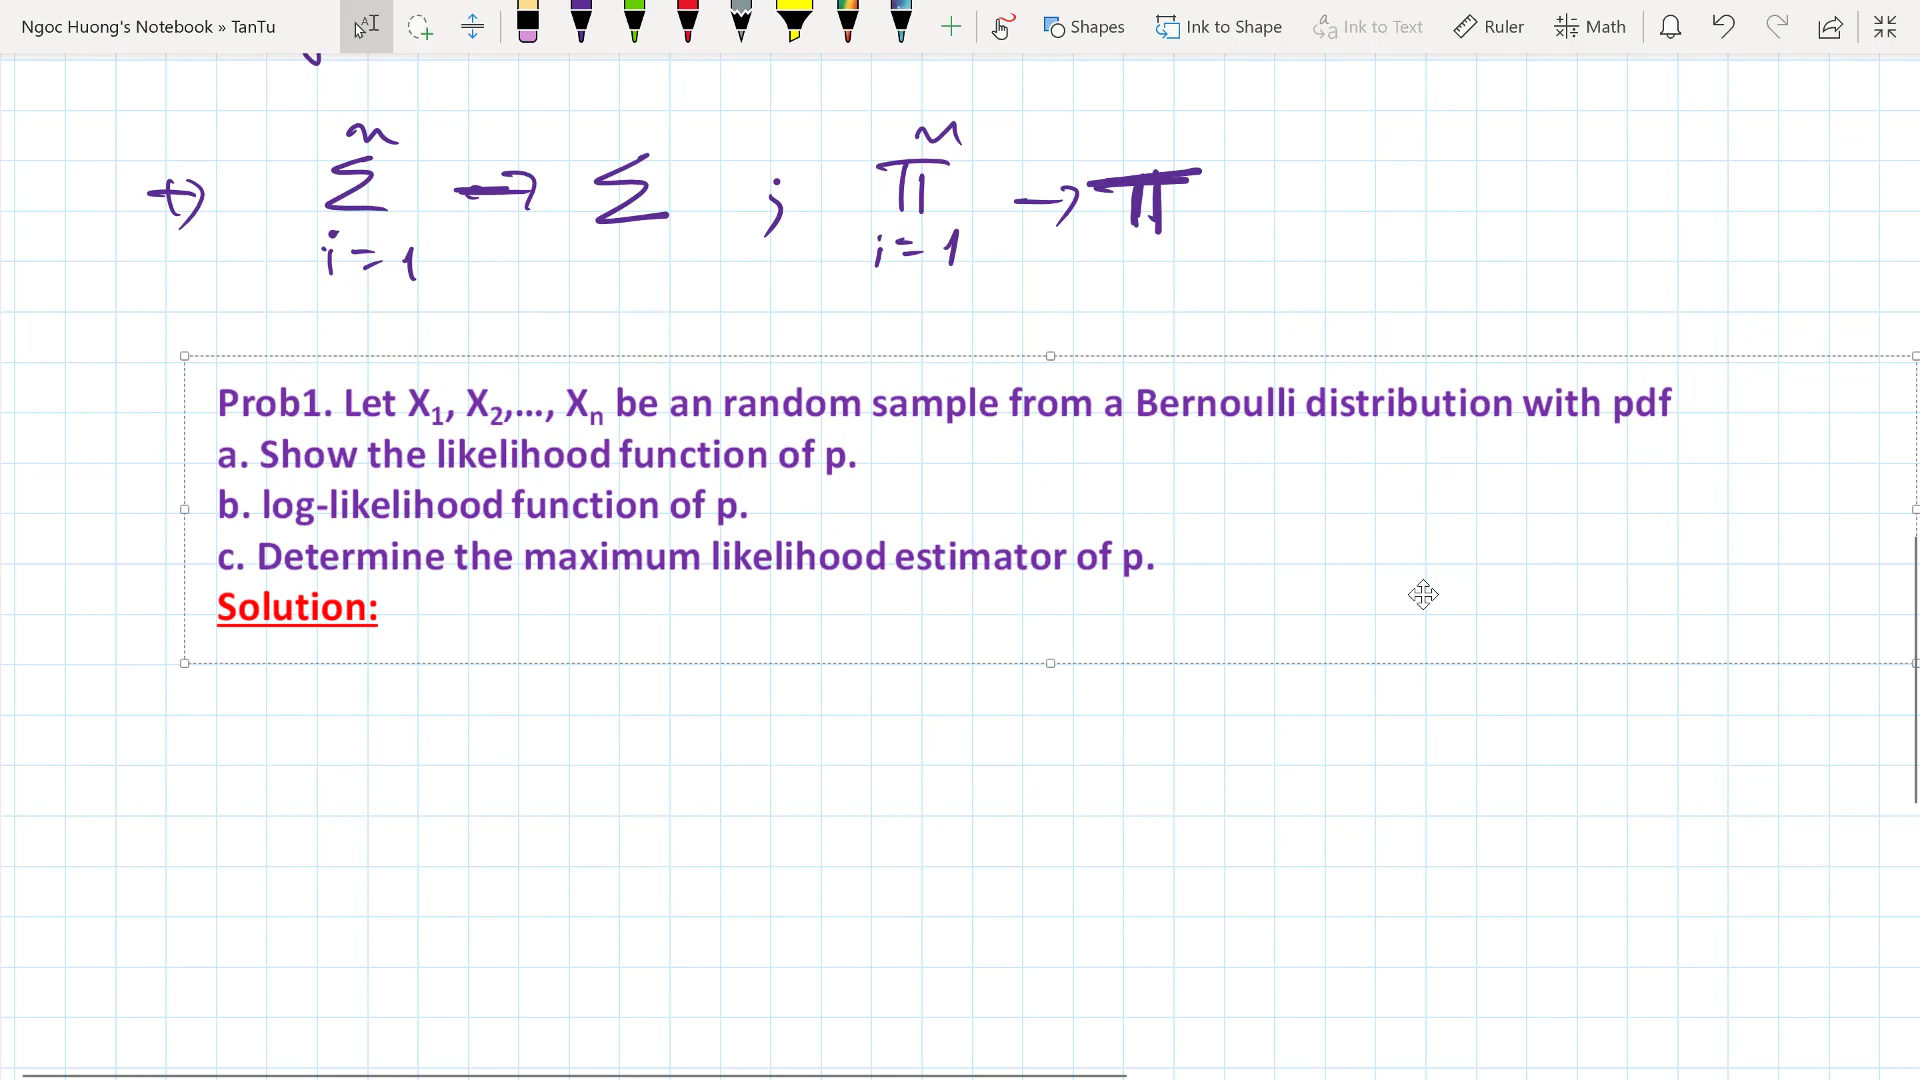 Ngoc Huong's Notebook » TanTu
Shapes
Ink to Shape
Ink to Text
Ruler
Math
n
Σ → Σ ; Π → Π
i = 1
n
i = 1
Prob1. Let X₁, X₂,..., Xₙ be an random sample from a Bernoulli distribution with pdf
a. Show the likelihood function of p.
b. log-likelihood function of p.
c. Determine the maximum likelihood estimator of p.
Solution: